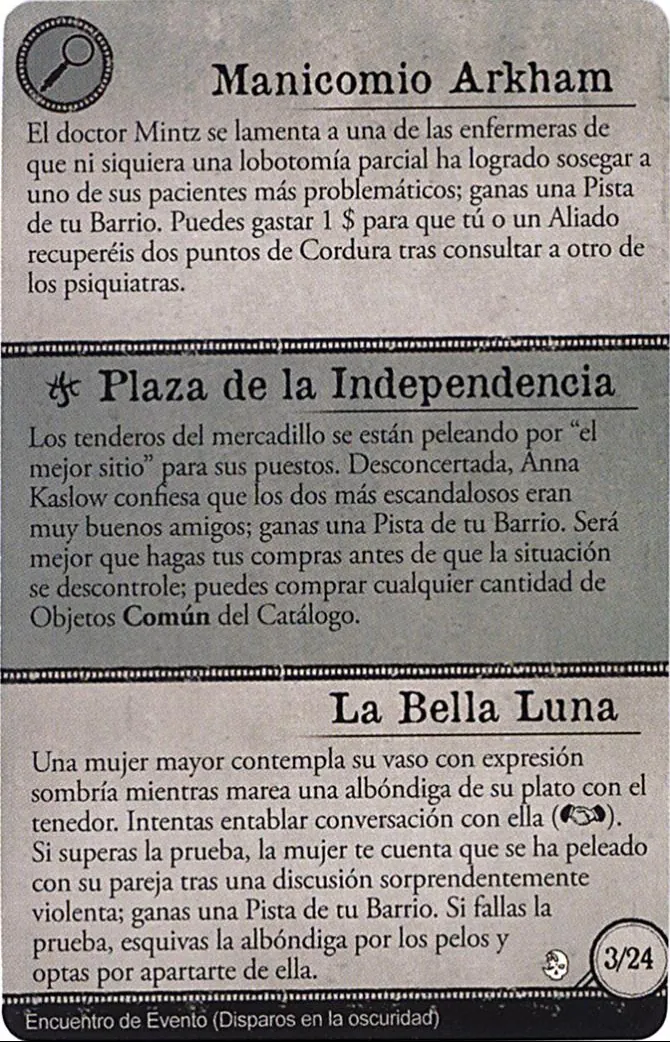 Manicomio Arkham
El doctor Mintz se lamenta a una de las enfermeras de
que ni siquiera una lobotomía parcial ha logrado sosegar a
uno de sus pacientes más problemáticos; ganas una Pista
de tu Barrio. Puedes gastar 1 $ para que tú o un Aliado
recuperéis dos puntos de Cordura tras consultar a otro de
los psiquiatras.
Plaza de la Independencia
Los tenderos del mercadillo se están peleando por “el
mejor sitio” para sus puestos. Desconcertada, Anna
Kaslow confiesa que los dos más escandalosos eran
muy buenos amigos; ganas una Pista de tu Barrio. Será
mejor que hagas tus compras antes de que la situación
se descontrole; puedes comprar cualquier cantidad de
Objetos Común del Catálogo.
La Bella Luna
Una mujer mayor contempla su vaso con expresión
sombría mientras marea una albóndiga de su plato con el
tenedor. Intentas entablar conversación con ella ( ).
Si superas la prueba, la mujer te cuenta que se ha peleado
con su pareja tras una discusión sorprendentemente
violenta; ganas una Pista de tu Barrio. Si fallas la
prueba, esquivas la albóndiga por los pelos y
optas por apartarte de ella.
3/24
Encuentro de Evento (Disparos en la oscuridad)